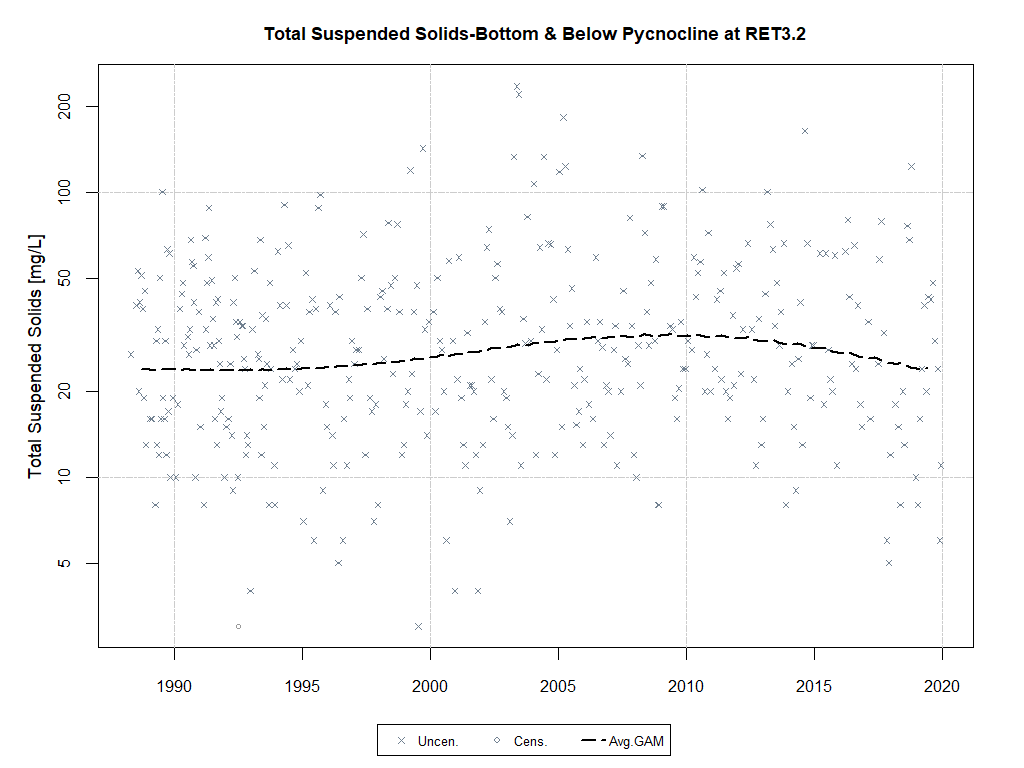 Total Suspended Solids-Bottom & Below Pycnocline at RET3.2
Total Suspended Solids [mg/L]
200
100
50
20
10
5
1990 1995 2000 2005 2010 2015 2020
Uncen. Cens. Avg.GAM